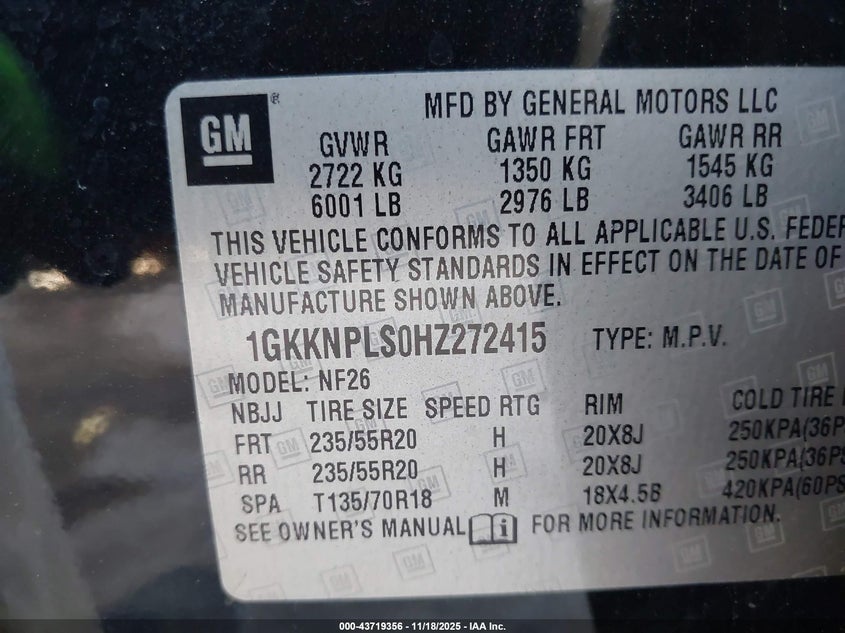 GM®
MFD BY GENERAL MOTORS LLC
GVWR GAWR FRT GAWR RR
2722 KG 1350 KG 1545 KG
6001 LB 2976 LB 3406 LB
THIS VEHICLE CONFORMS TO ALL APPLICABLE U.S. FEDER
VEHICLE SAFETY STANDARDS IN EFFECT ON THE DATE OF
MANUFACTURE SHOWN ABOVE.
1GKKNPLS0HZ272415 TYPE: M.P.V.
MODEL: NF26
NBJJ TIRE SIZE SPEED RTG RIM COLD TIRE
FRT 235/55R20 H 20X8J 250KPA(36P
RR 235/55R20 H 20X8J 250KPA(36PS
SPA T135/70R18 M 18X4.5B 420KPA(60PS
SEE OWNER'S MANUAL i FOR MORE INFORMATION.
000-43719356 - 11/18/2025 - IAA Inc.